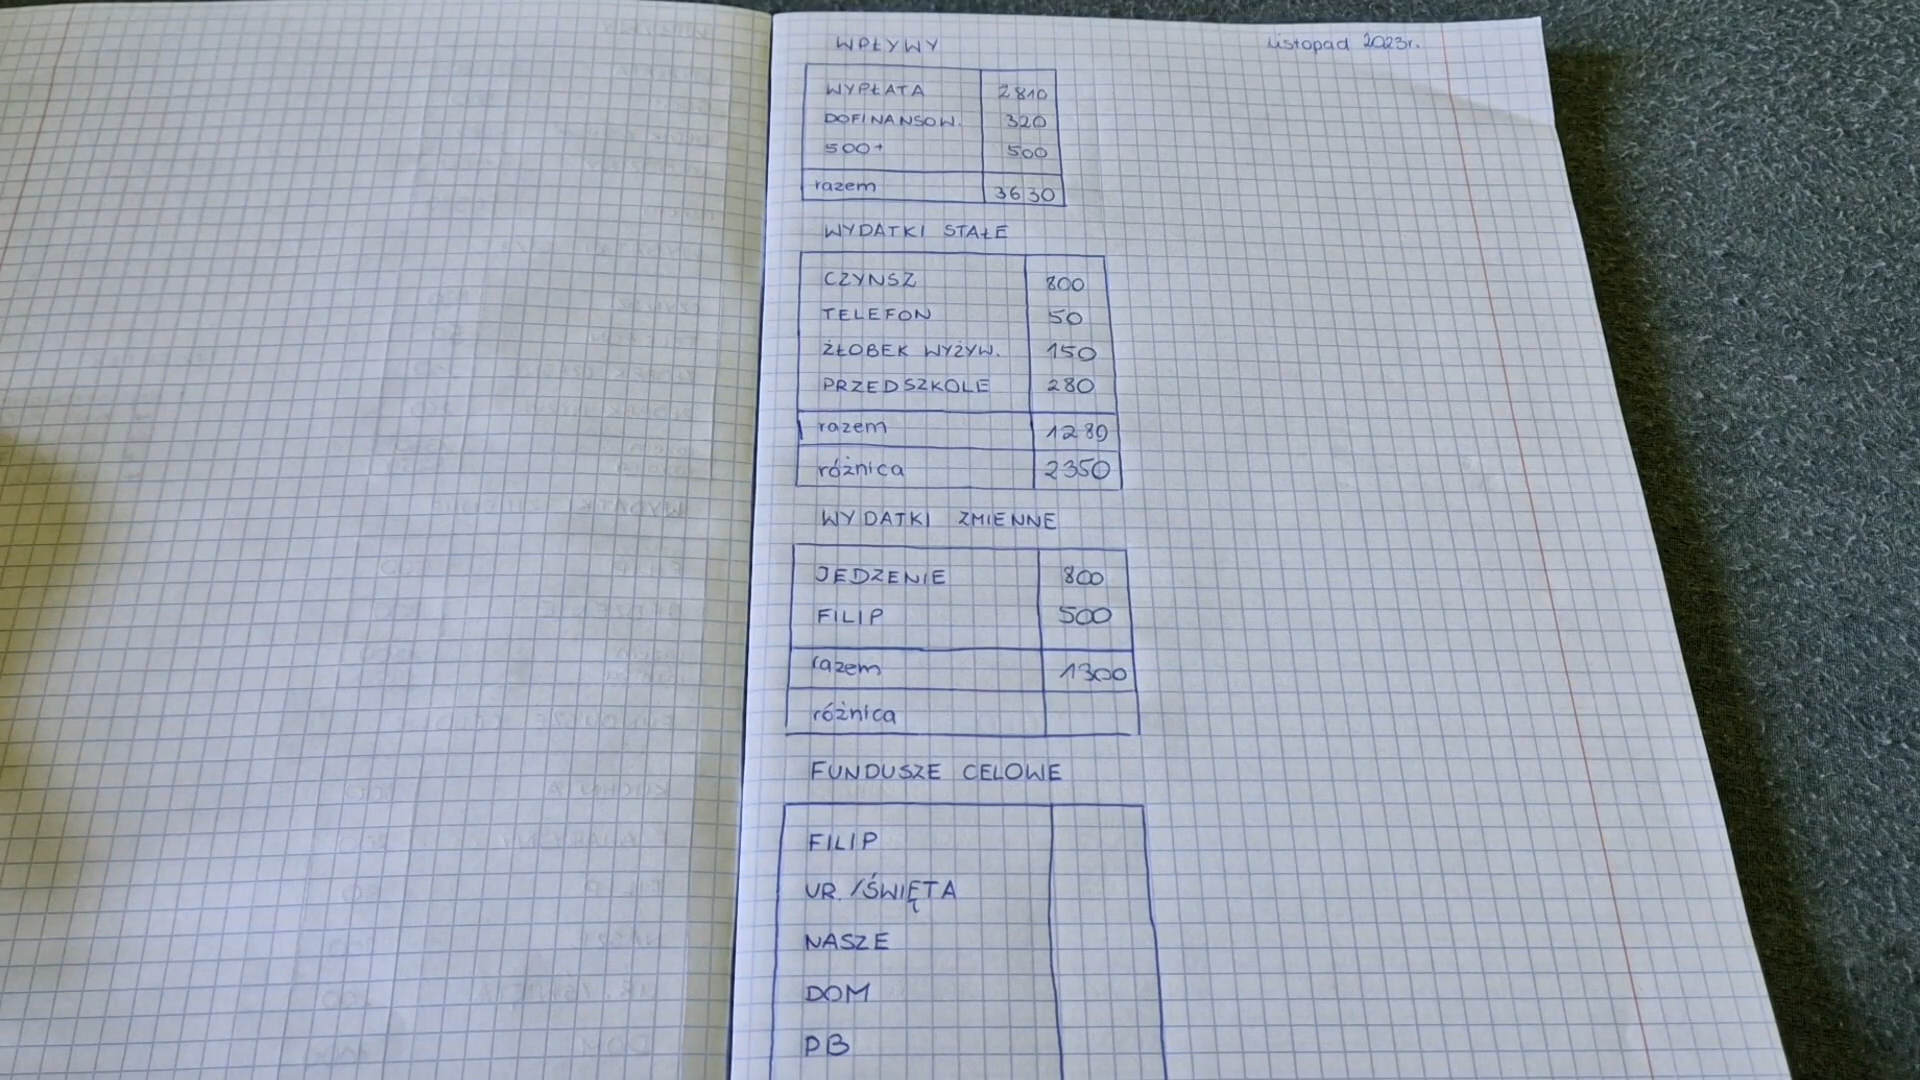 WPŁYWY
Listopad 2023r.
WYPŁATA 2810
DOFINANSOW. 320
500+ 500
razem 3630
WYDATKI STAŁE
CZYNSZ 800
TELEFON 50
ŻŁOBEK WYŻYW. 150
PRZEDSZKOLE 280
razem 1280
różnica 2350
WYDATKI ZMIENNE
JEDZENIE 800
FILIP 500
razem 1300
różnica
FUNDUSZE CELOWE
FILIP
UR./ŚWIĘTA
NASZE
DOM
PB